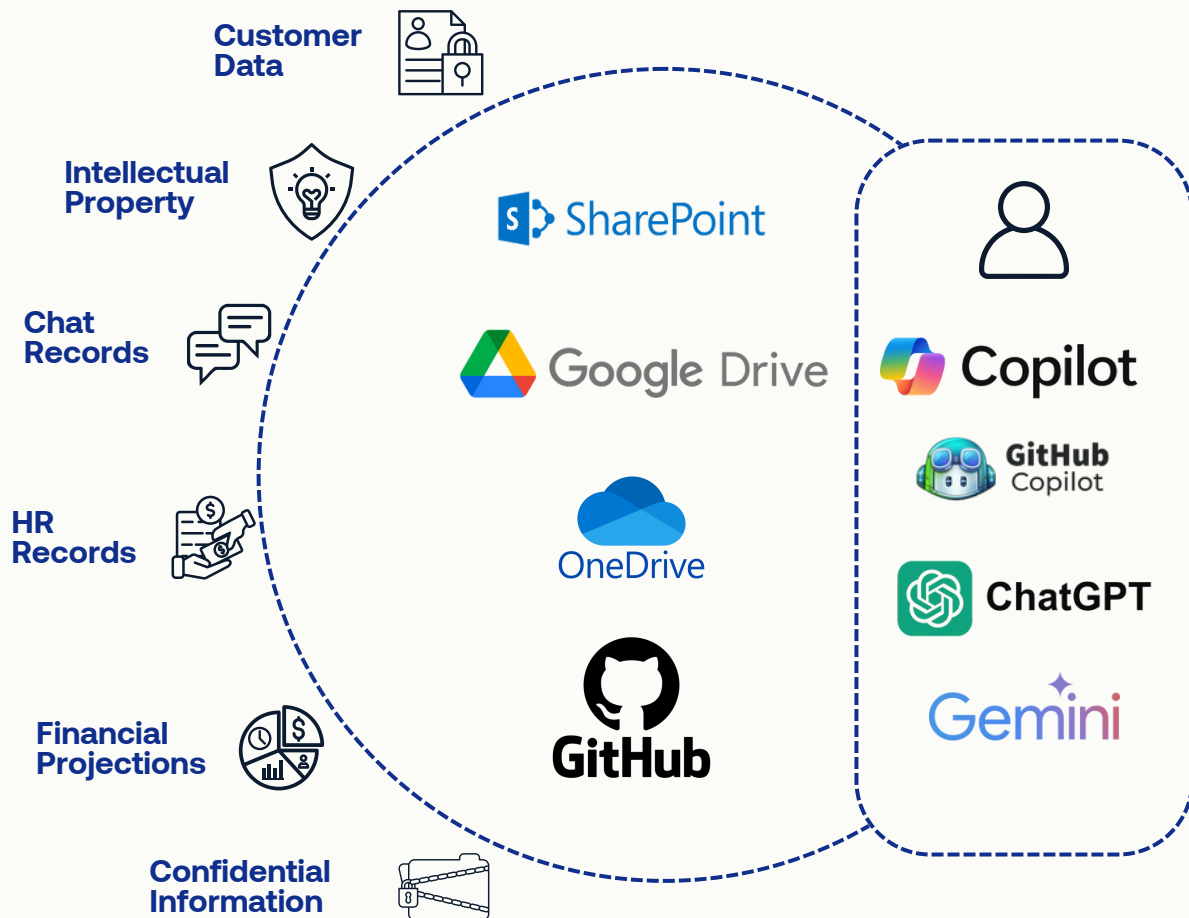 Customer
Data
Intellectual
Property
Chat
Records
HR
Records
Financial
Projections
Confidential
Information
S
SharePoint
Google Drive
OneDrive
GitHub
Copilot
GitHub
Copilot
ChatGPT
Gemini
$
$
$